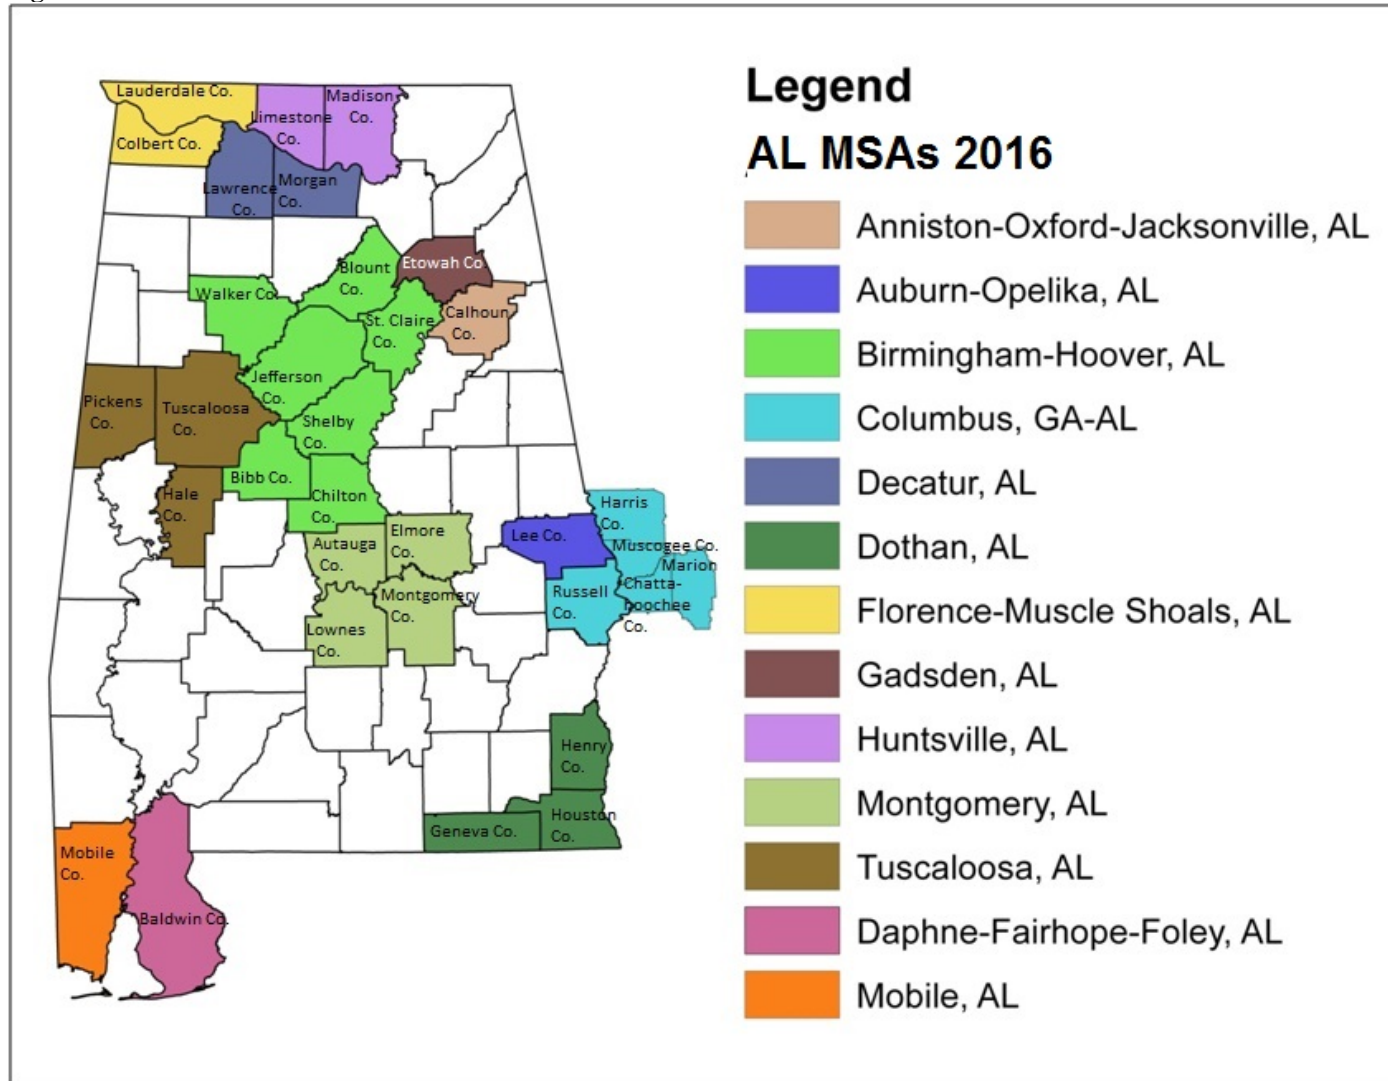 Lauderdale Co.
Madison
Co.
Limestone
Co.
Colbert Co.
Lawrence
Co.
Morgan
Co.
Blount
Co.
Etowah Co.
Walker Co.
St. Claire
Co.
Calhoun
Co.
Jefferson
Co.
Pickens
Co.
Tuscaloosa
Co.
Shelby
Co.
Bibb Co.
Hale
Co.
Chilton
Co.
Autauga
Co.
Elmore
Co.
Lee Co.
Harris
Co.
Muscogee Co.
Marion
Chatta-
hoochee
Co.
Russell
Co.
Montgomery
Co.
Lownes
Co.
Henry
Co.
Houston
Co.
Geneva Co.
Mobile
Co.
Baldwin Co.
Legend
AL MSAs 2016
Anniston-Oxford-Jacksonville, AL
Auburn-Opelika, AL
Birmingham-Hoover, AL
Columbus, GA-AL
Decatur, AL
Dothan, AL
Florence-Muscle Shoals, AL
Gadsden, AL
Huntsville, AL
Montgomery, AL
Tuscaloosa, AL
Daphne-Fairhope-Foley, AL
Mobile, AL